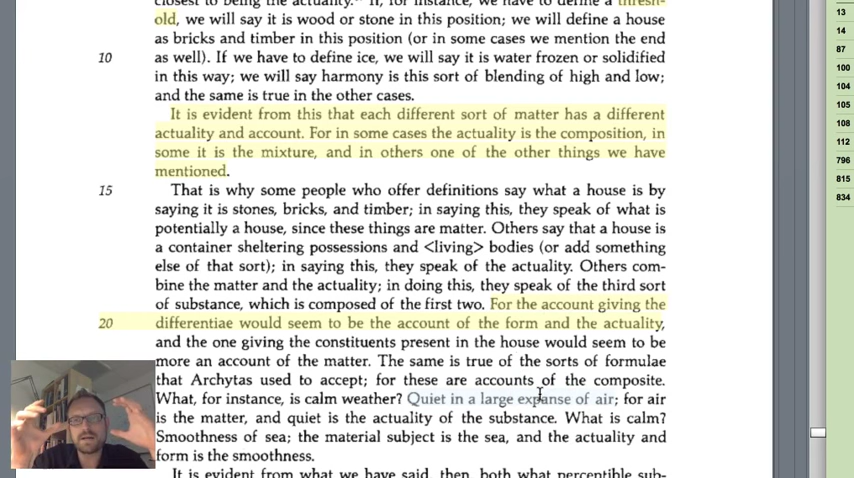 closest to being the actuality. If, for instance, we have to define a thresh-
old, we will say it is wood or stone in this position; we will define a house
as bricks and timber in this position (or in some cases we mention the end
10 as well). If we have to define ice, we will say it is water frozen or solidified
in this way; we will say harmony is this sort of blending of high and low;
and the same is true in the other cases.
It is evident from this that each different sort of matter has a different
actuality and account. For in some cases the actuality is the composition, in
some it is the mixture, and in others one of the other things we have
mentioned.
15 That is why some people who offer definitions say what a house is by
saying it is stones, bricks, and timber; in saying this, they speak of what is
potentially a house, since these things are matter. Others say that a house is
a container sheltering possessions and <living> bodies (or add something
else of that sort); in saying this, they speak of the actuality. Others com-
bine the matter and the actuality; in doing this, they speak of the third sort
of substance, which is composed of the first two. For the account giving the
20 differentiae would seem to be the account of the form and the actuality,
and the one giving the constituents present in the house would seem to be
more an account of the matter. The same is true of the sorts of formulae
that Archytas used to accept; for these are accounts of the composite.
What, for instance, is calm weather? Quiet in a large expanse of air; for air
is the matter, and quiet is the actuality of the substance. What is calm?
Smoothness of sea; the material subject is the sea, and the actuality and
form is the smoothness.
It is evident from what we have said, then, both what perceptible sub-
13
14
87
100
104
105
108
112
796
815
834